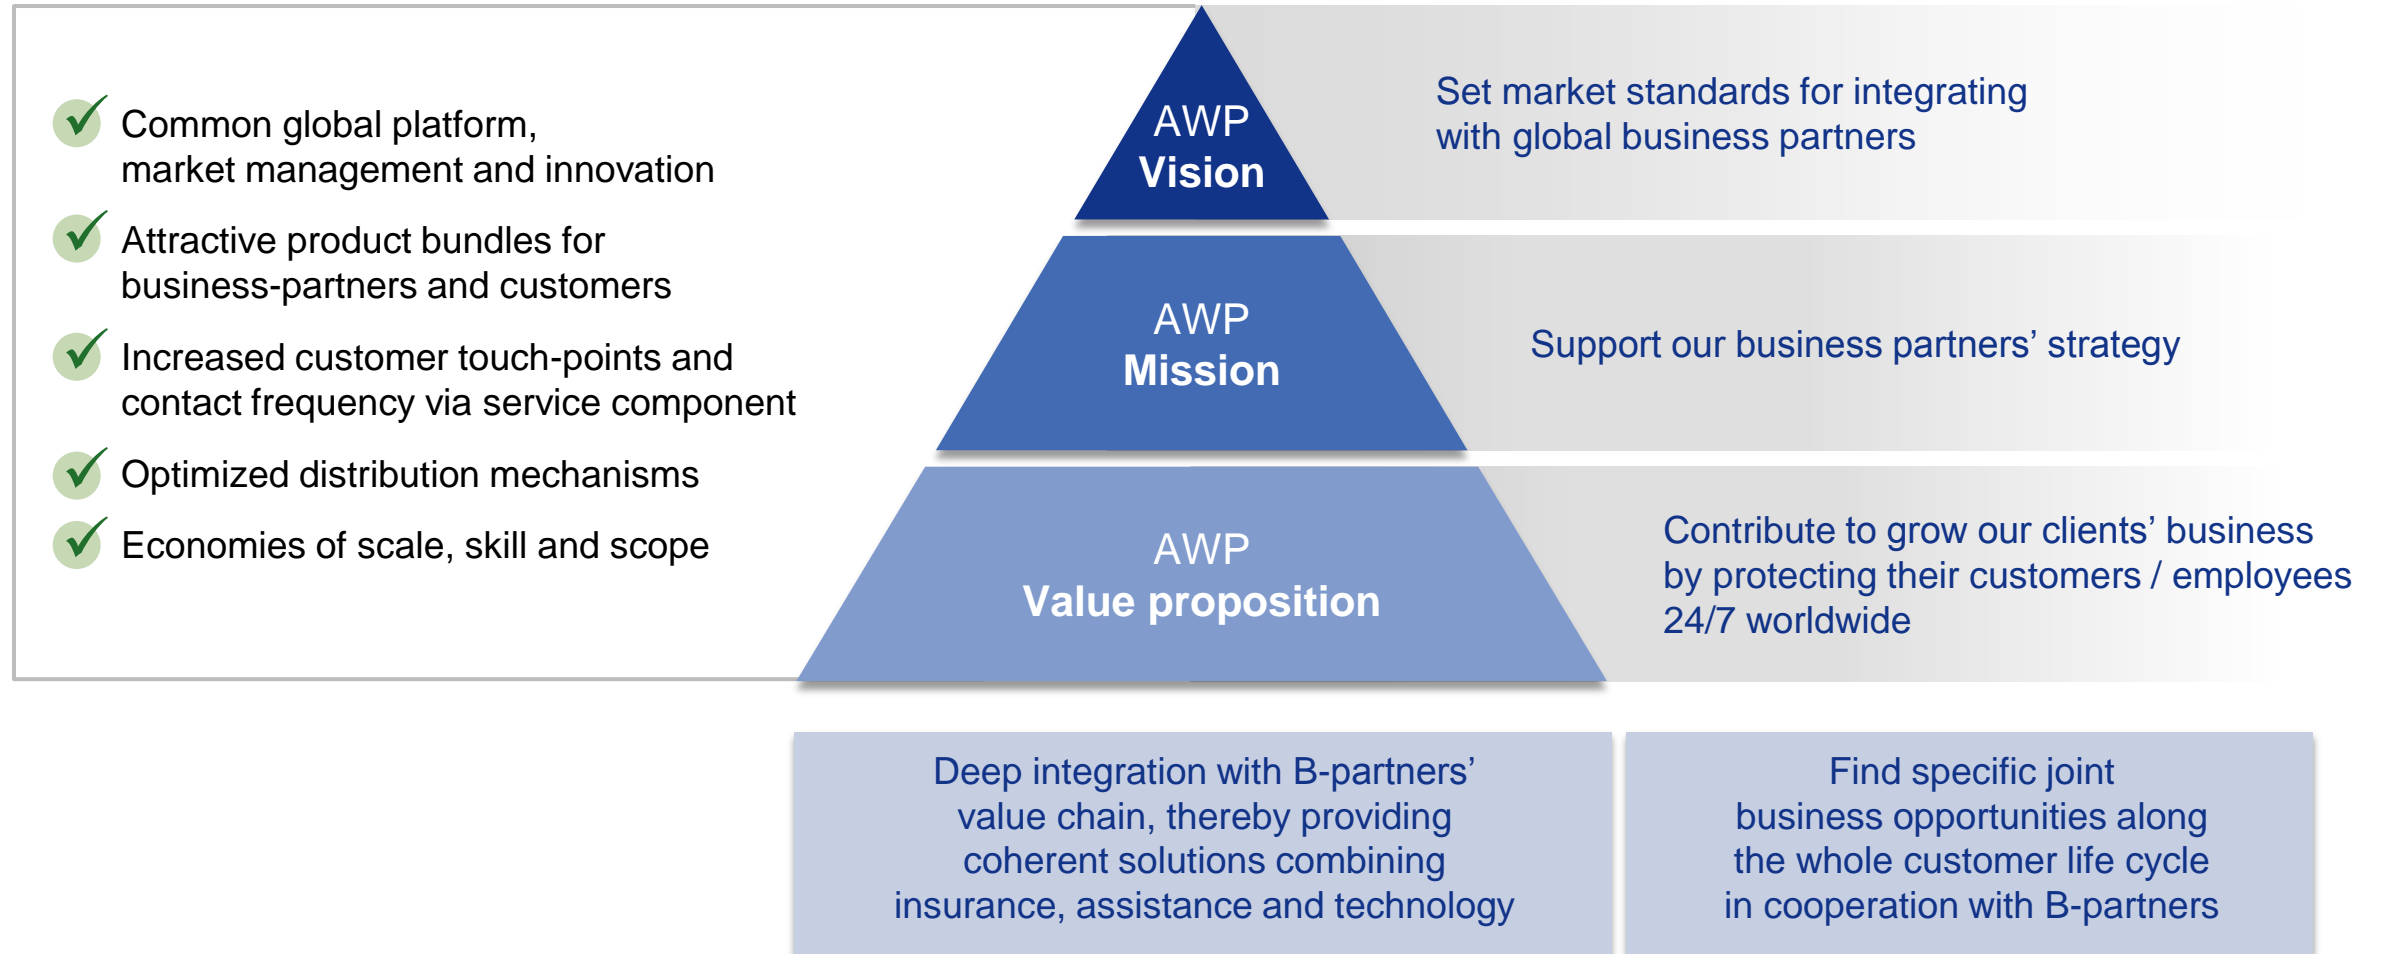 Common global platform,
market management and innovation
Attractive product bundles for
business-partners and customers
Increased customer touch-points and
contact frequency via service component
Optimized distribution mechanisms
Economies of scale, skill and scope
AWP
Vision
Set market standards for integrating
with global business partners
AWP
Mission
Support our business partners’ strategy
AWP
Value proposition
Contribute to grow our clients’ business
by protecting their customers / employees
24/7 worldwide
Deep integration with B-partners’
value chain, thereby providing
coherent solutions combining
insurance, assistance and technology
Find specific joint
business opportunities along
the whole customer life cycle
in cooperation with B-partners